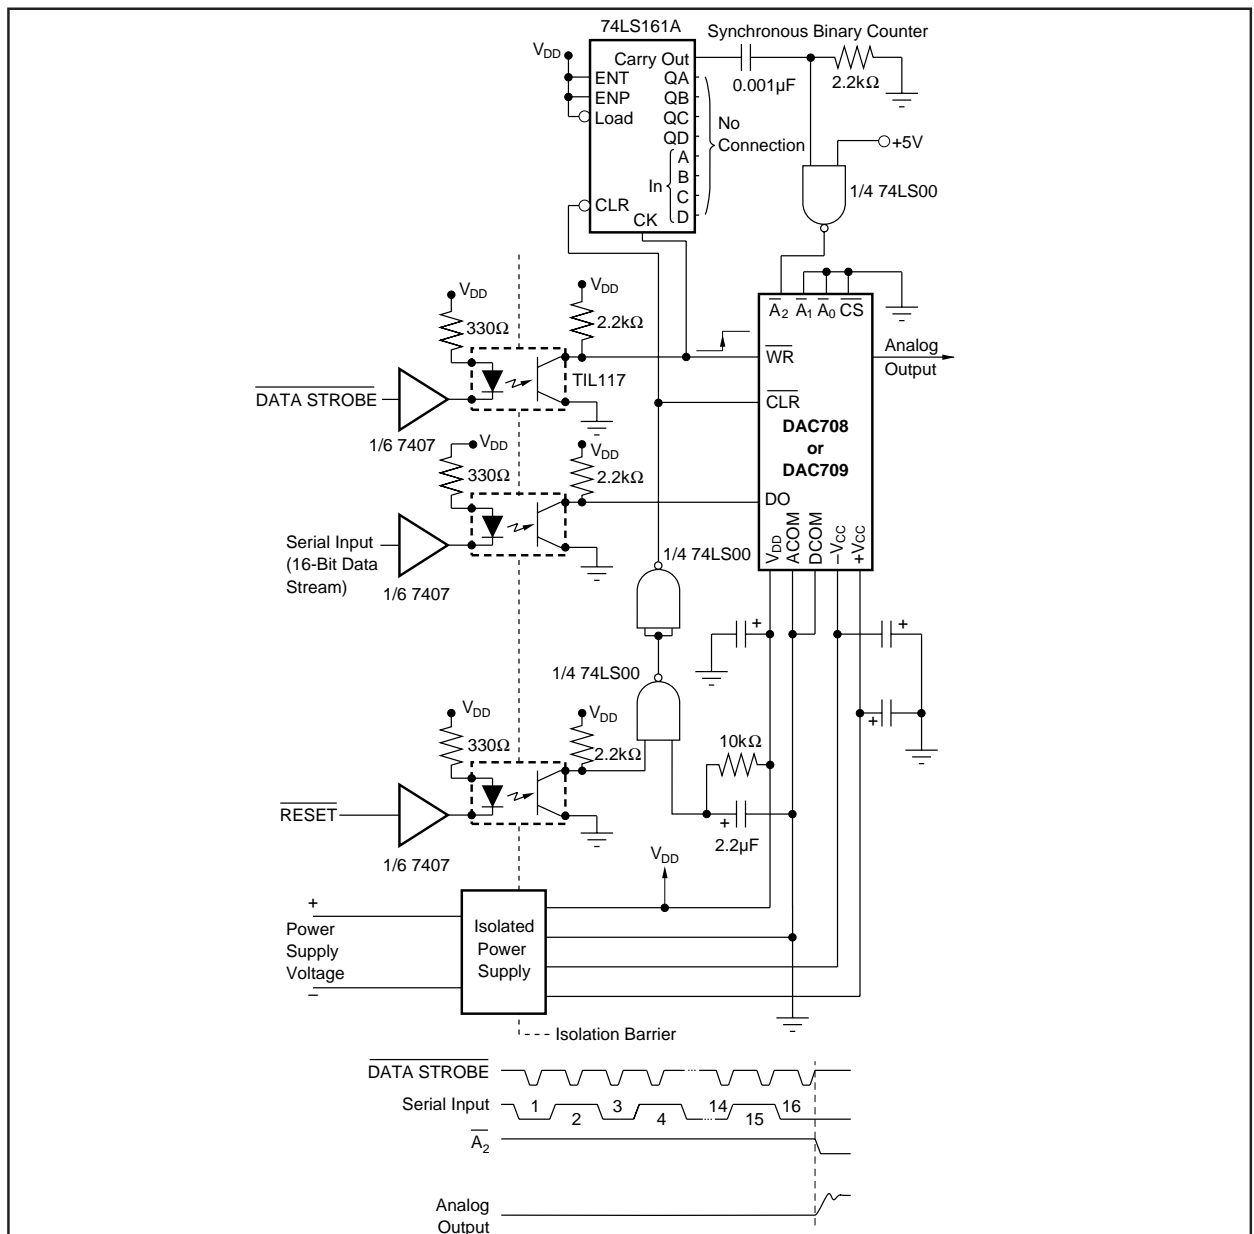 74LS161A
Synchronous Binary Counter
VDD
Carry Out
ENT
QA
0.001µF
2.2kΩ
ENP
QB
Load
QC
No
Connection
QD
+5V
In
A
B
C
D
1/4 74LS00
CLR
CK
VDD
VDD
330Ω
2.2kΩ
A2 A1 A0 CS
WR
Analog
Output
TIL117
DATA STROBE
CLR
1/6 7407
DAC708
or
DAC709
VDD
VDD
330Ω
2.2kΩ
DO
Serial Input
(16-Bit Data
Stream)
VDD
ACOM
DCOM
–VCC
+VCC
1/4 74LS00
1/6 7407
+
+
1/4 74LS00
VDD
VDD
330Ω
2.2kΩ
10kΩ
+
RESET
+
2.2µF
1/6 7407
VDD
+
Power
Supply
Voltage
–
Isolated
Power
Supply
Isolation Barrier
DATA STROBE
Serial Input
1 2 3 4 14 15 16
A2
Analog
Output